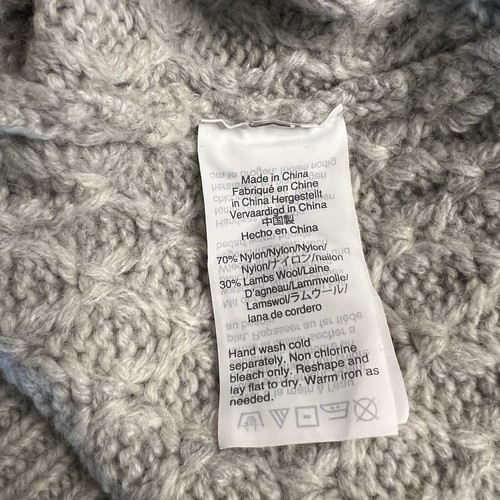 Made in China
Fabriqué en Chine
in China Hergestellt
Vervaardigd in China
中国製
Hecho en China
70% Nylon/Nylon/Nylon/
Nylon/ナイロン/nailon
30% Lambs Wool/Laine
D'agneau/Lammwolle/
Lamswol/ラムウール/
lana de cordero
Hand wash cold
separately. Non chlorine
bleach only. Reshape and
lay flat to dry. Warm iron as
needed.